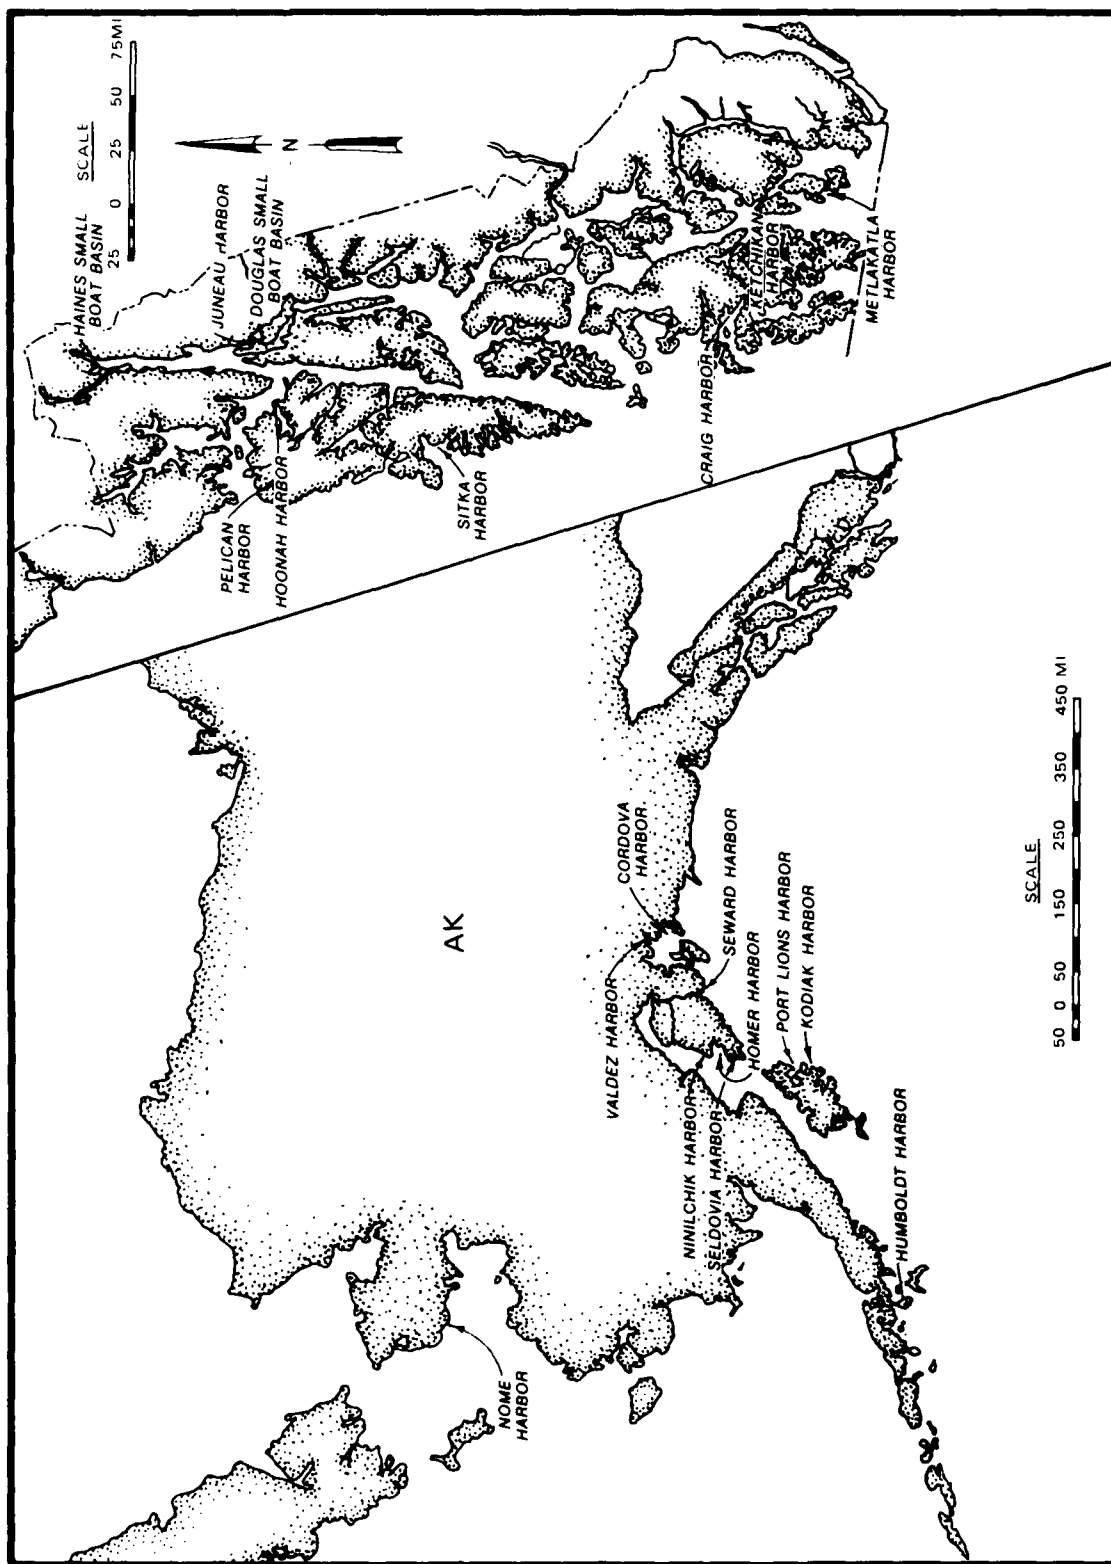 HAINES SMALL
BOAT BASIN
SCALE
25 0 25 50 75MI
JUNEAU HARBOR
DOUGLAS SMALL
BOAT BASIN
N
PELICAN
HARBOR
HOONAH HARBOR
SITKA
HARBOR
CRAIG HARBOR
KETCHIKAN
HARBOR
METLAKATLA
HARBOR
AK
NOME
HARBOR
VALDEZ HARBOR
CORDOVA
HARBOR
SEWARD HARBOR
NINILCHIK HARBOR
SELDOVIA HARBOR
HOMER HARBOR
PORT LIONS HARBOR
KODIAK HARBOR
HUMBOLDT HARBOR
SCALE
50 0 50 150 250 350 450 MI